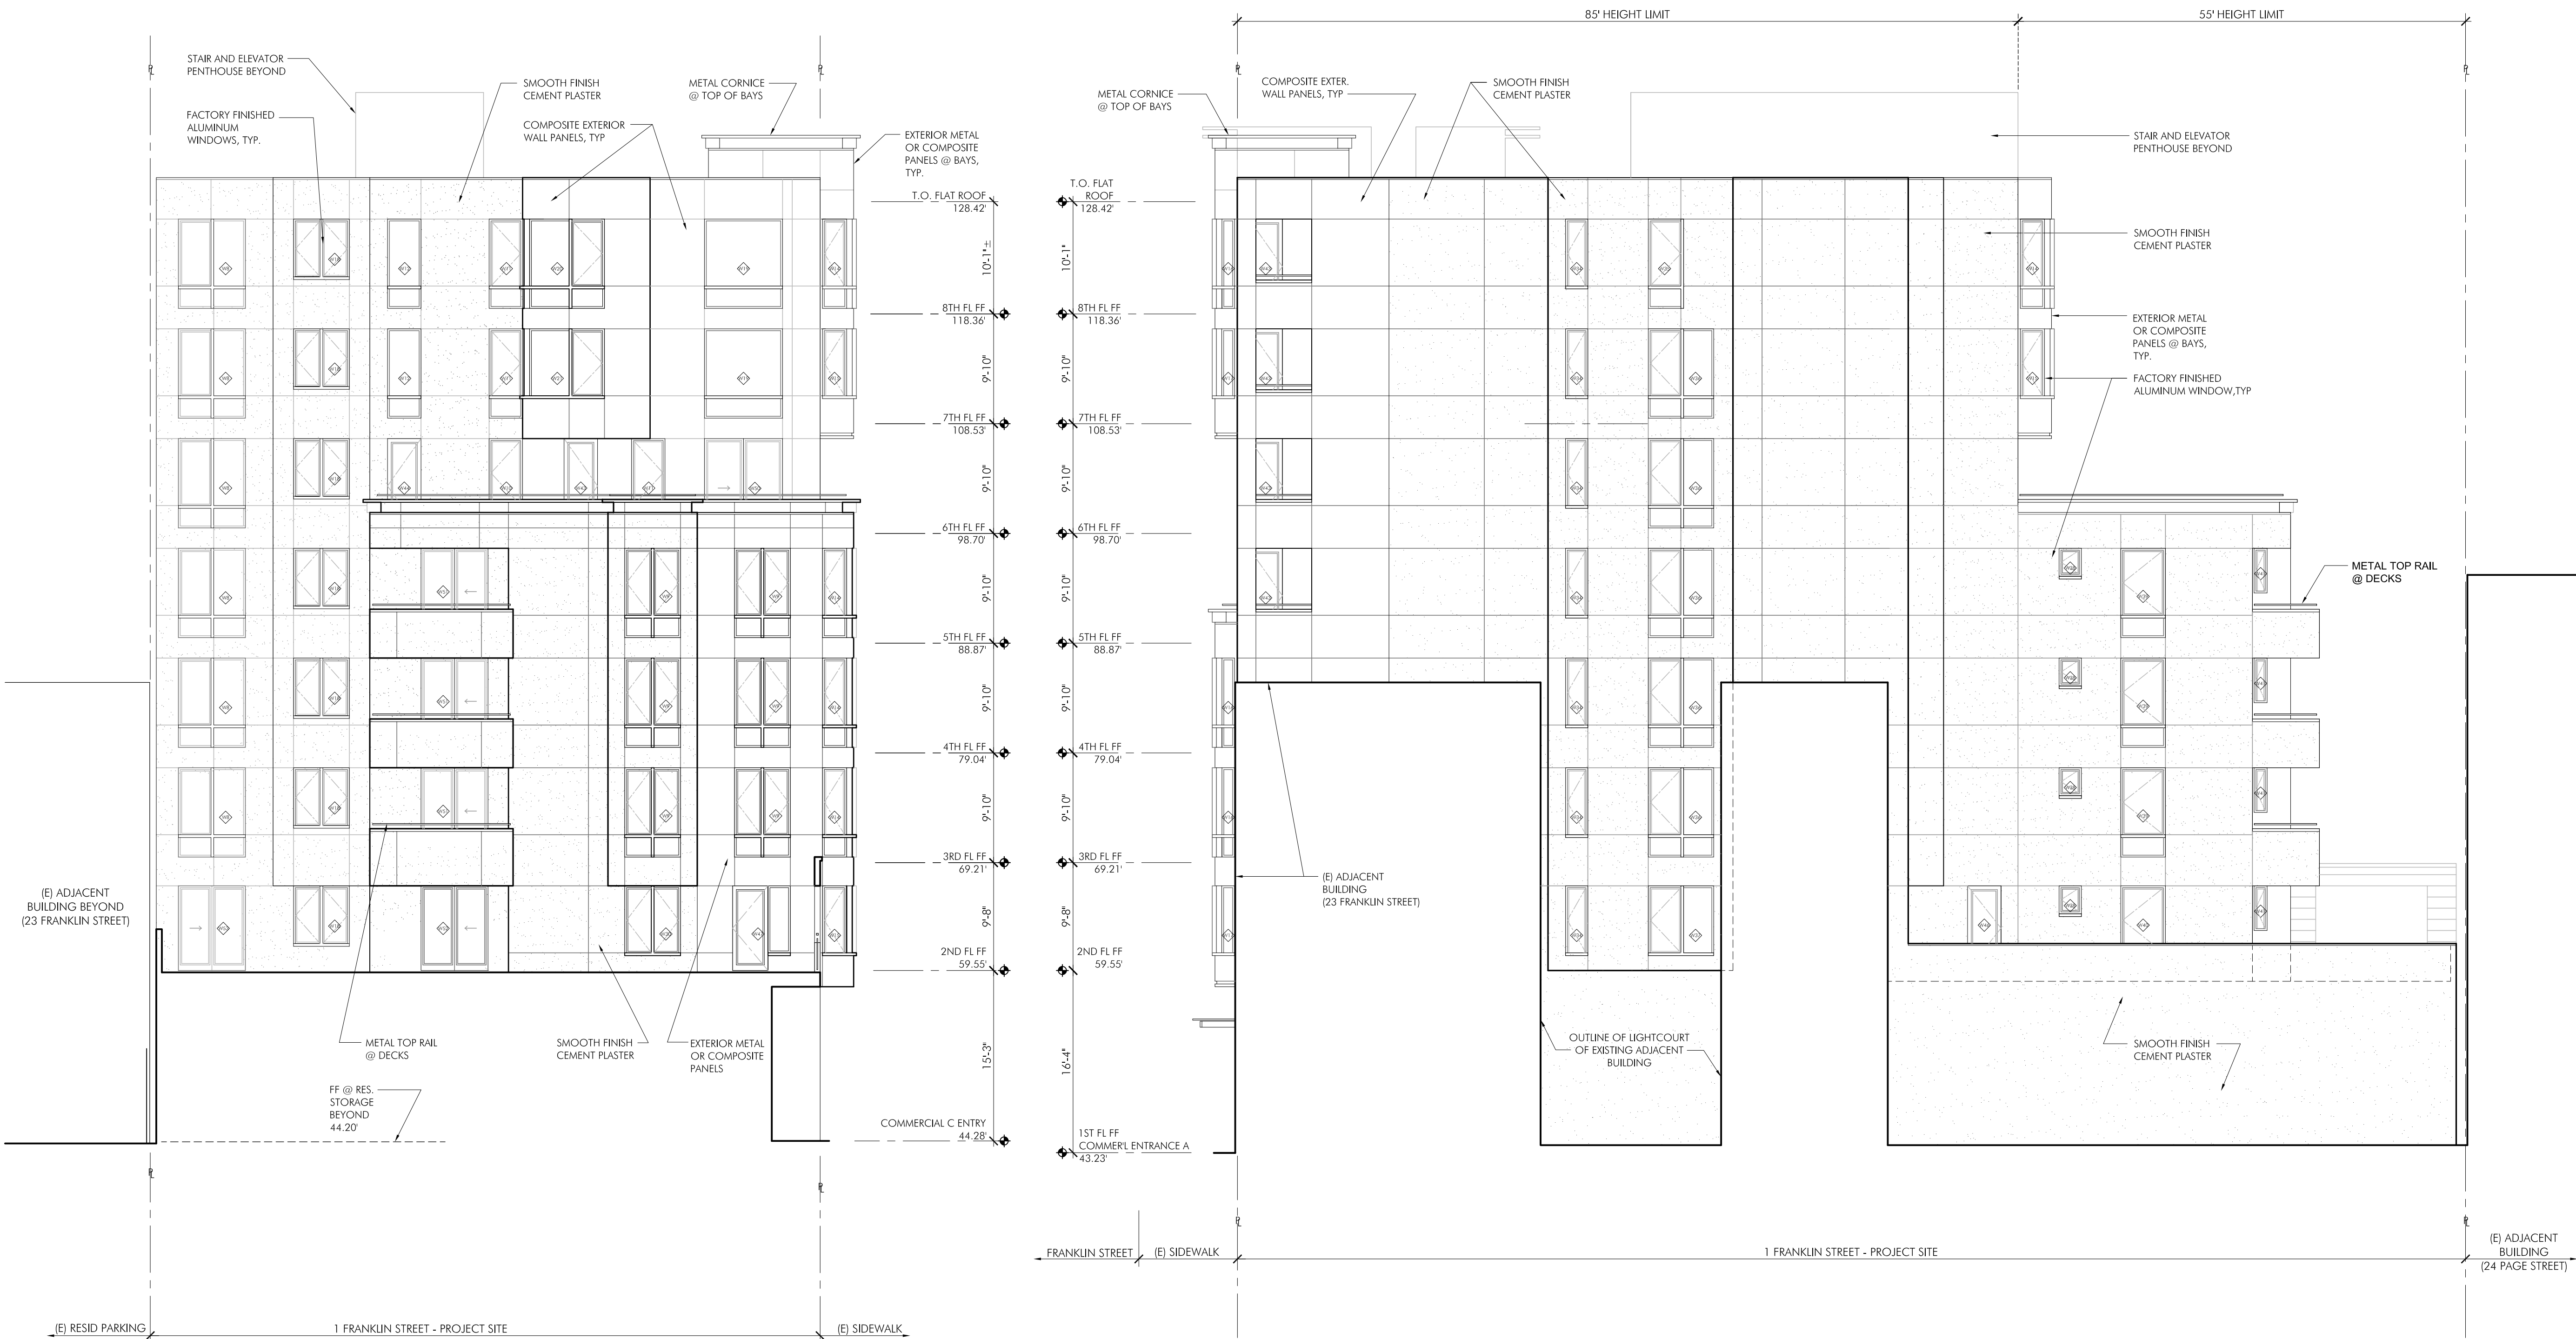 85' HEIGHT LIMIT
55' HEIGHT LIMIT
STAIR AND ELEVATOR
PENTHOUSE BEYOND
FACTORY FINISHED
ALUMINUM
WINDOWS, TYP.
SMOOTH FINISH
CEMENT PLASTER
COMPOSITE EXTERIOR
WALL PANELS, TYP
METAL CORNICE
@ TOP OF BAYS
EXTERIOR METAL
OR COMPOSITE
PANELS @ BAYS,
TYP.
T.O. FLAT ROOF
128.42'
10'-1" ±
8TH FL FF
118.36'
9'-10"
7TH FL FF
108.53'
9'-10"
6TH FL FF
98.70'
9'-10"
5TH FL FF
88.87'
9'-10"
4TH FL FF
79.04'
9'-10"
3RD FL FF
69.21'
9'-8"
2ND FL FF
59.55'
15'-3"
COMMERCIAL C ENTRY
44.28'
(E) ADJACENT
BUILDING BEYOND
(23 FRANKLIN STREET)
METAL TOP RAIL
@ DECKS
SMOOTH FINISH
CEMENT PLASTER
EXTERIOR METAL
OR COMPOSITE
PANELS
FF @ RES.
STORAGE
BEYOND
44.20'
(E) RESID PARKING
1 FRANKLIN STREET - PROJECT SITE
(E) SIDEWALK
METAL CORNICE
@ TOP OF BAYS
COMPOSITE EXTER.
WALL PANELS, TYP
SMOOTH FINISH
CEMENT PLASTER
STAIR AND ELEVATOR
PENTHOUSE BEYOND
SMOOTH FINISH
CEMENT PLASTER
EXTERIOR METAL
OR COMPOSITE
PANELS @ BAYS,
TYP.
FACTORY FINISHED
ALUMINUM WINDOW,TYP
METAL TOP RAIL
@ DECKS
T.O. FLAT
ROOF
128.42'
10'-1"
8TH FL FF
118.36'
9'-10"
7TH FL FF
108.53'
9'-10"
6TH FL FF
98.70'
9'-10"
5TH FL FF
88.87'
9'-10"
4TH FL FF
79.04'
9'-10"
3RD FL FF
69.21'
9'-8"
2ND FL FF
59.55'
16'-4"
1ST FL FF
COMMER'L ENTRANCE A
43.23'
(E) ADJACENT
BUILDING
(23 FRANKLIN STREET)
OUTLINE OF LIGHTCOURT
OF EXISTING ADJACENT
BUILDING
SMOOTH FINISH
CEMENT PLASTER
FRANKLIN STREET
(E) SIDEWALK
1 FRANKLIN STREET - PROJECT SITE
(E) ADJACENT
BUILDING
(24 PAGE STREET)